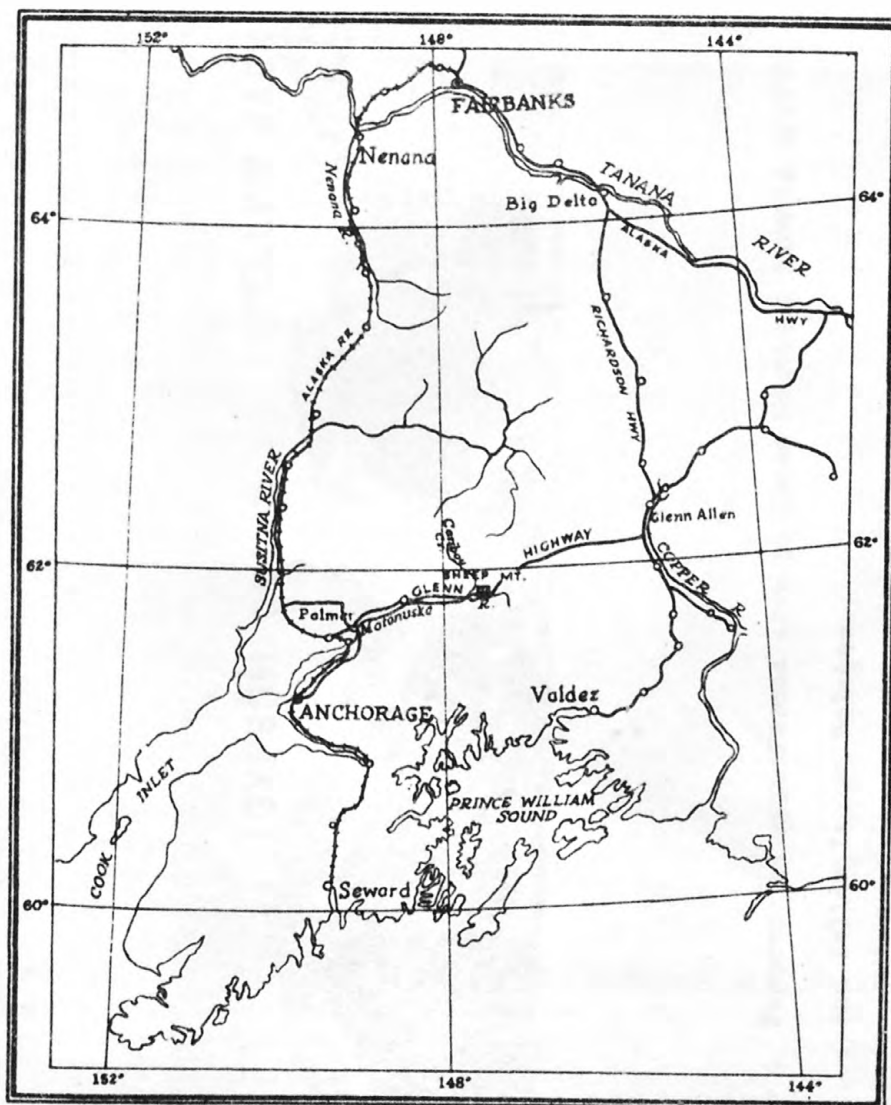 152°
148°
144°
FAIRBANKS
Nenana
Nenana
R.
TANANA
RIVER
Big Delta
64°
64°
ALASKA
HWY
ALASKA RR
RICHARDSON HWY
SUSITNA RIVER
Glenn Allen
62°
62°
HIGHWAY
COPPER R.
SHEEP MT.
GLENN
R.
Palmer
Matanuska
Valdez
ANCHORAGE
COOK INLET
PRINCE WILLIAM
SOUND
Seward
60°
60°
152°
148°
144°